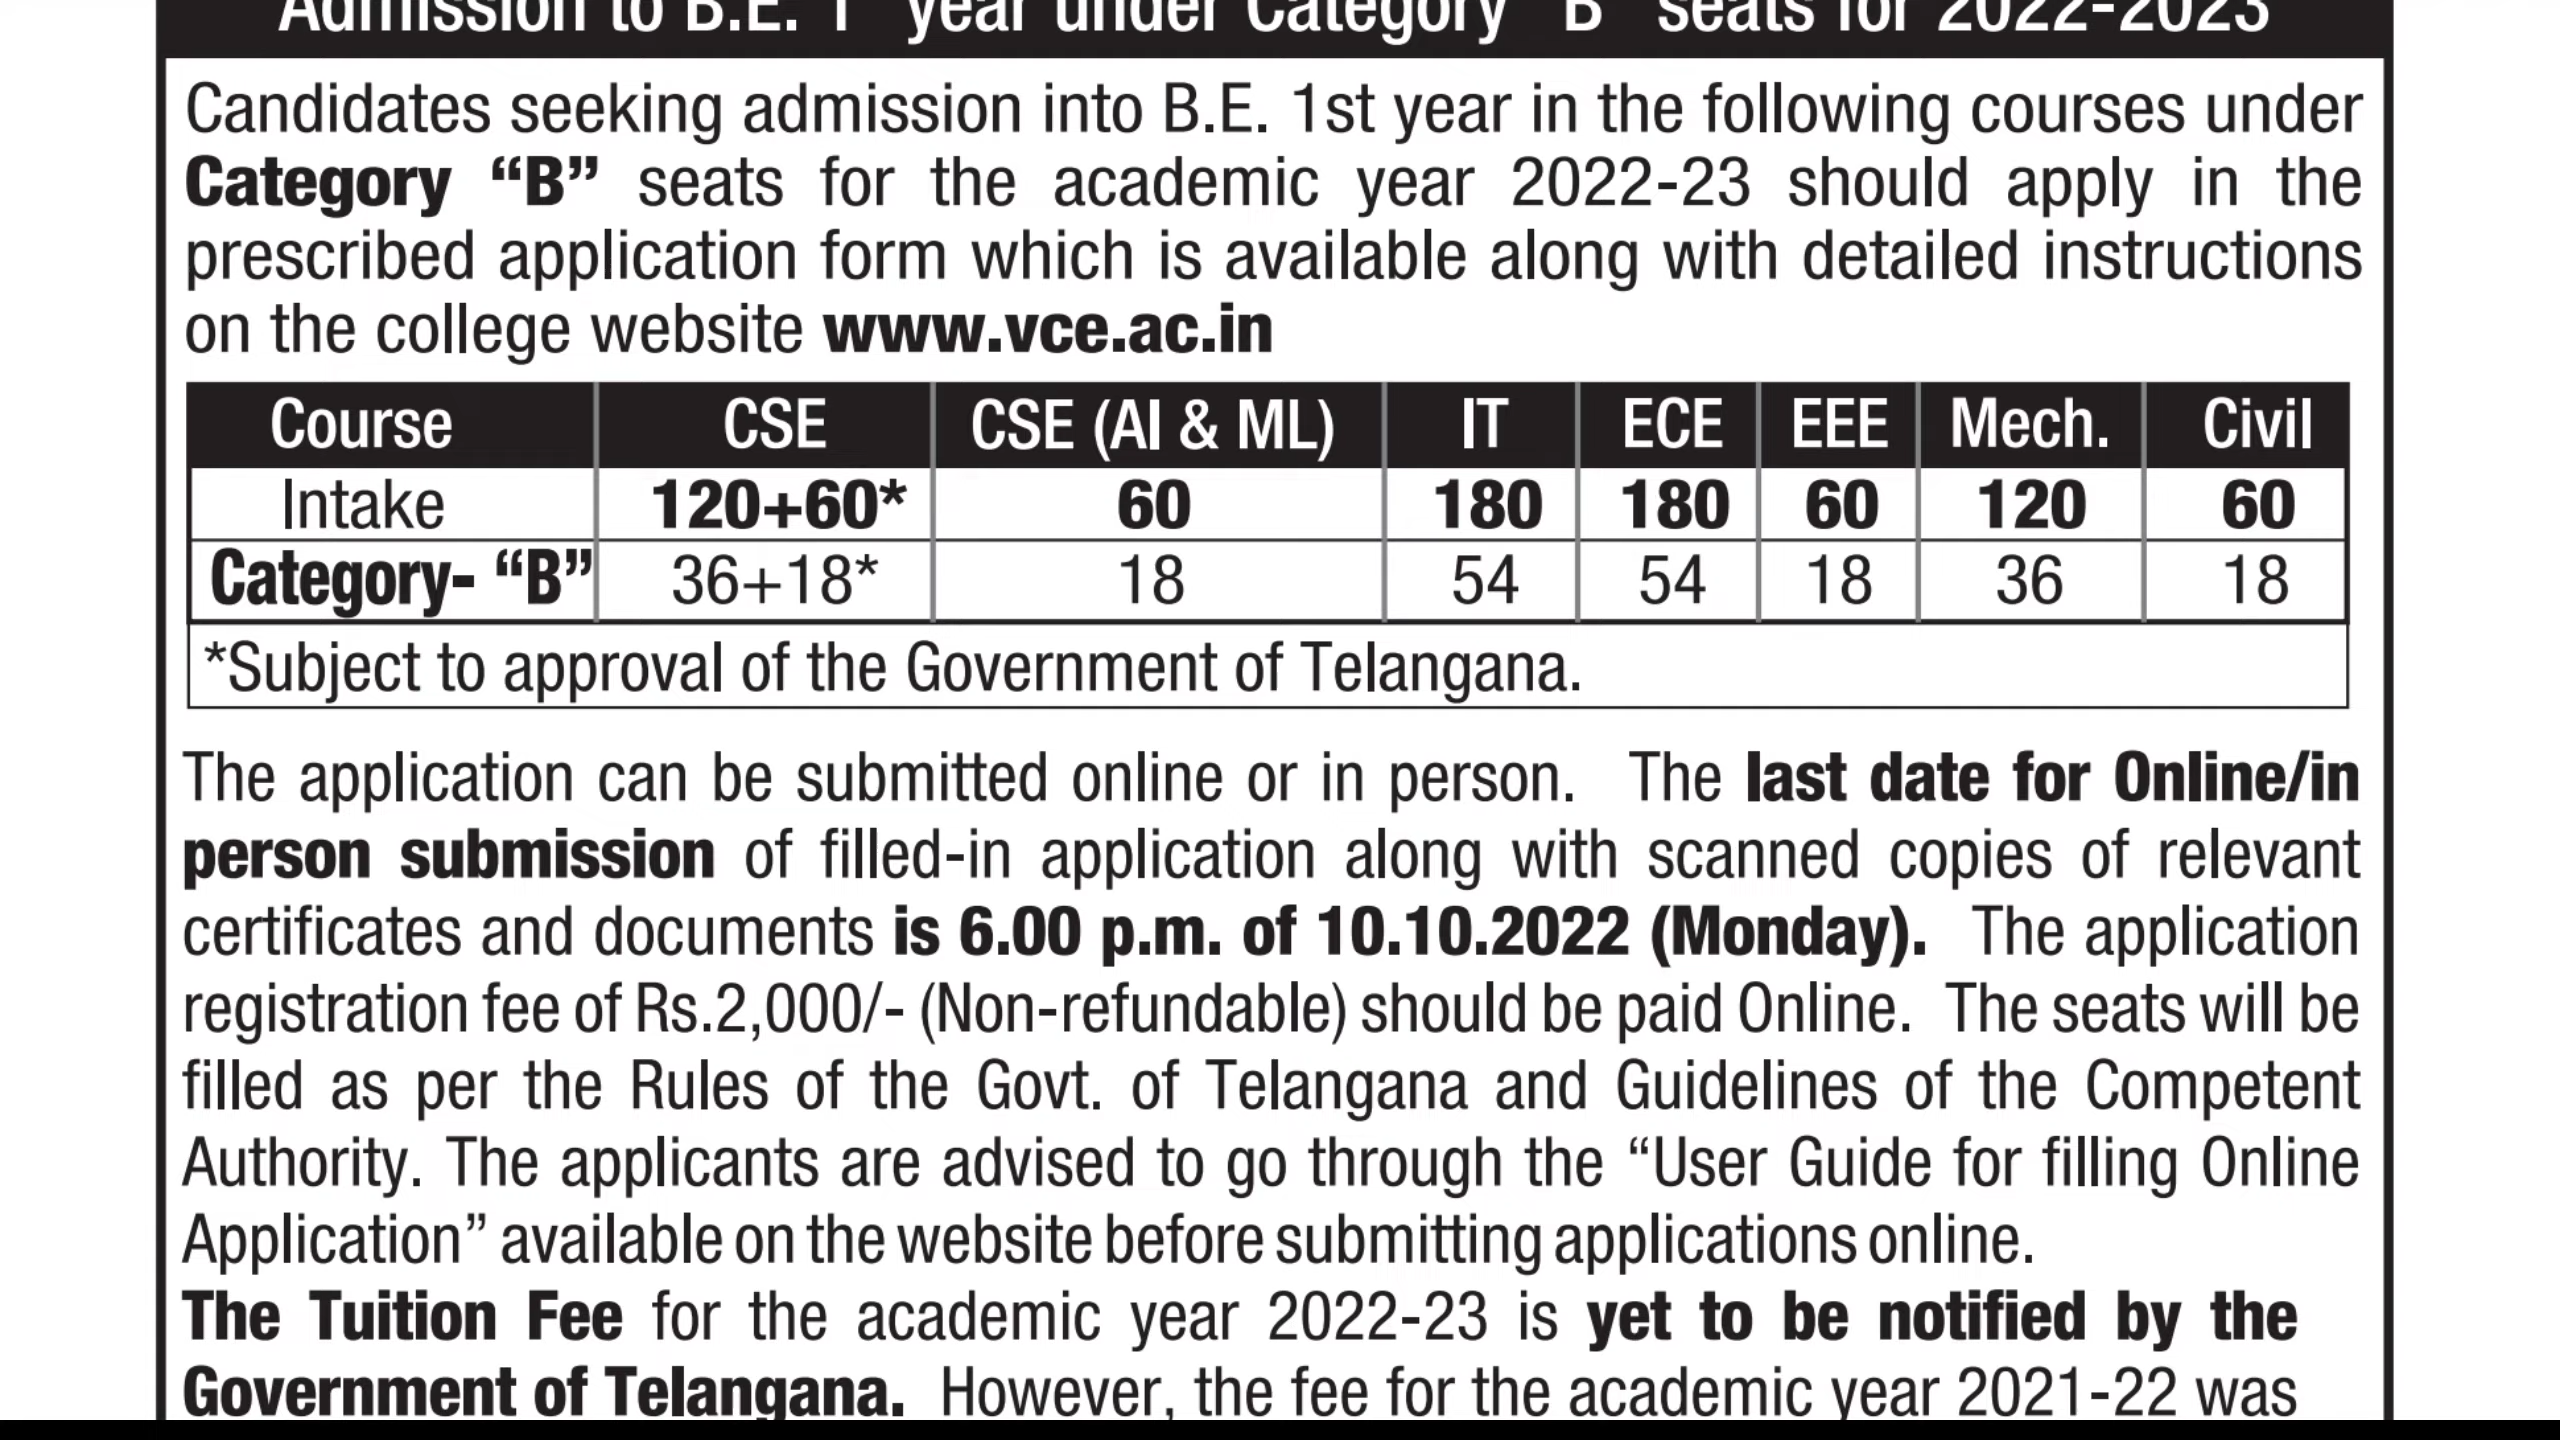 Admission to B.E. 1 year under Category "B" seats for 2022-2023
Candidates seeking admission into B.E. 1st year in the following courses under
Category “B” seats for the academic year 2022-23 should apply in the
prescribed application form which is available along with detailed instructions
on the college website www.vce.ac.in
Course CSE CSE (AI & ML) IT ECE EEE Mech. Civil
Intake 120+60* 60 180 180 60 120 60
Category- “B” 36+18* 18 54 54 18 36 18
*Subject to approval of the Government of Telangana.
The application can be submitted online or in person. The last date for Online/in
person submission of filled-in application along with scanned copies of relevant
certificates and documents is 6.00 p.m. of 10.10.2022 (Monday). The application
registration fee of Rs.2,000/- (Non-refundable) should be paid Online. The seats will be
filled as per the Rules of the Govt. of Telangana and Guidelines of the Competent
Authority. The applicants are advised to go through the “User Guide for filling Online
Application” available on the website before submitting applications online.
The Tuition Fee for the academic year 2022-23 is yet to be notified by the
Government of Telangana. However, the fee for the academic year 2021-22 was